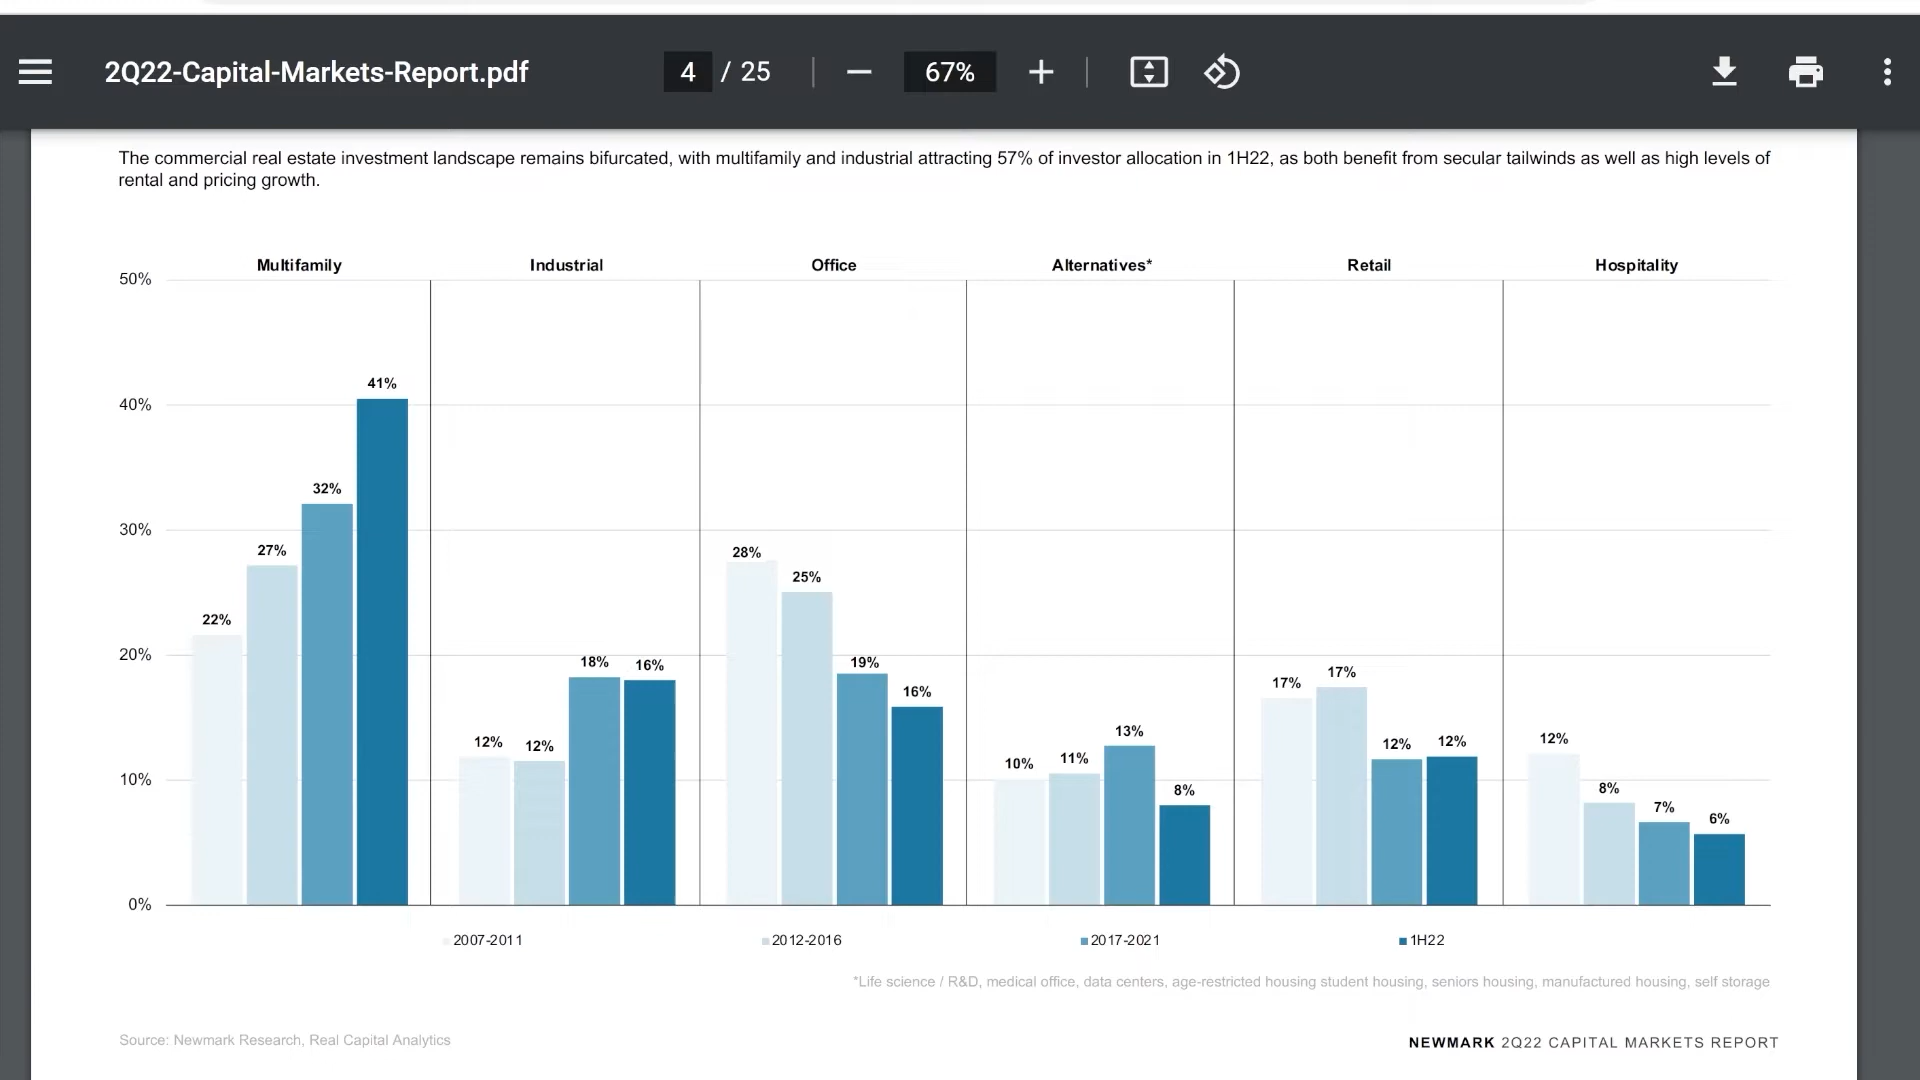 2Q22-Capital-Markets-Report.pdf
4 / 25
67%
The commercial real estate investment landscape remains bifurcated, with multifamily and industrial attracting 57% of investor allocation in 1H22, as both benefit from secular tailwinds as well as high levels of
rental and pricing growth.
Multifamily Industrial Office Alternatives* Retail Hospitality
50%
40%
30%
20%
10%
0%
22% 27% 32% 41%
12% 12% 18% 16%
28% 25% 19% 16%
10% 11% 13% 8%
17% 17% 12% 12%
12% 8% 7% 6%
2007-2011 2012-2016 2017-2021 1H22
*Life science / R&D, medical office, data centers, age-restricted housing student housing, seniors housing, manufactured housing, self storage
Source: Newmark Research, Real Capital Analytics
NEWMARK 2Q22 CAPITAL MARKETS REPORT